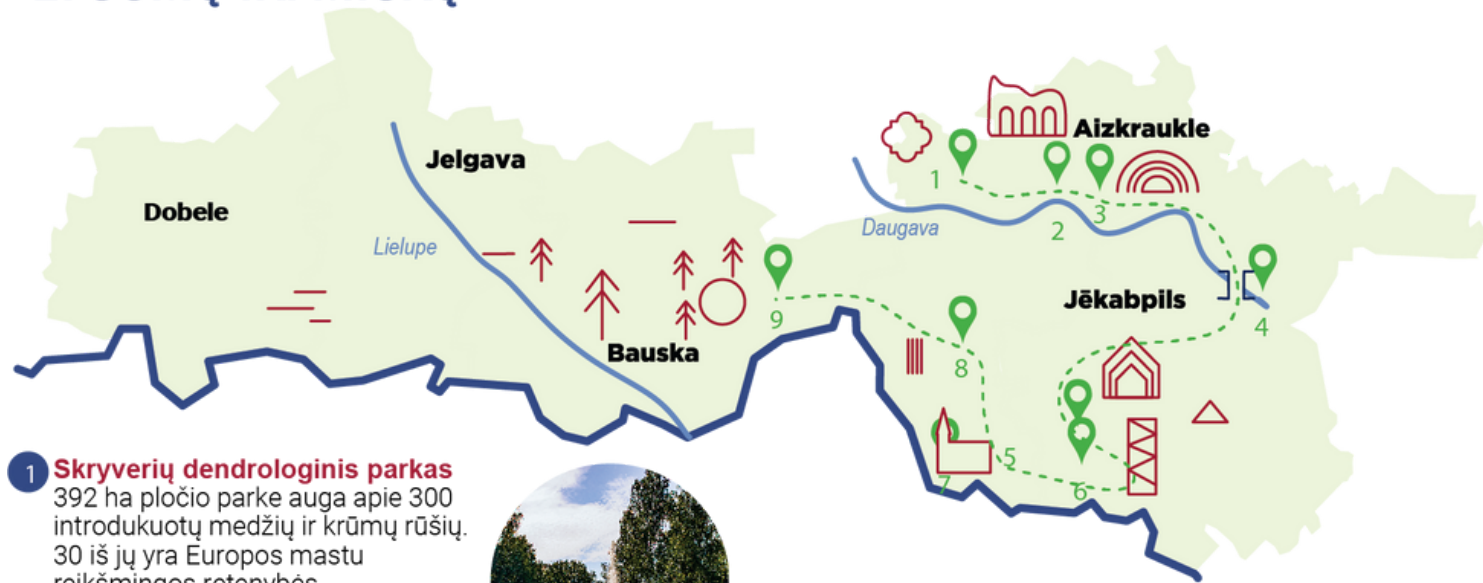 Aizkraukle
Jelgava
1
3
Dobele
2
Daugava
Lielupe
Jēkabpils
9
4
Bauska
8
5
7
6
1 Skryverių dendrologinis parkas
392 ha pločio parke auga apie 300
introdukuotų medžių ir krūmų rūšių.
30 iš jų yra Europos mastu
reikšmingos retenybės